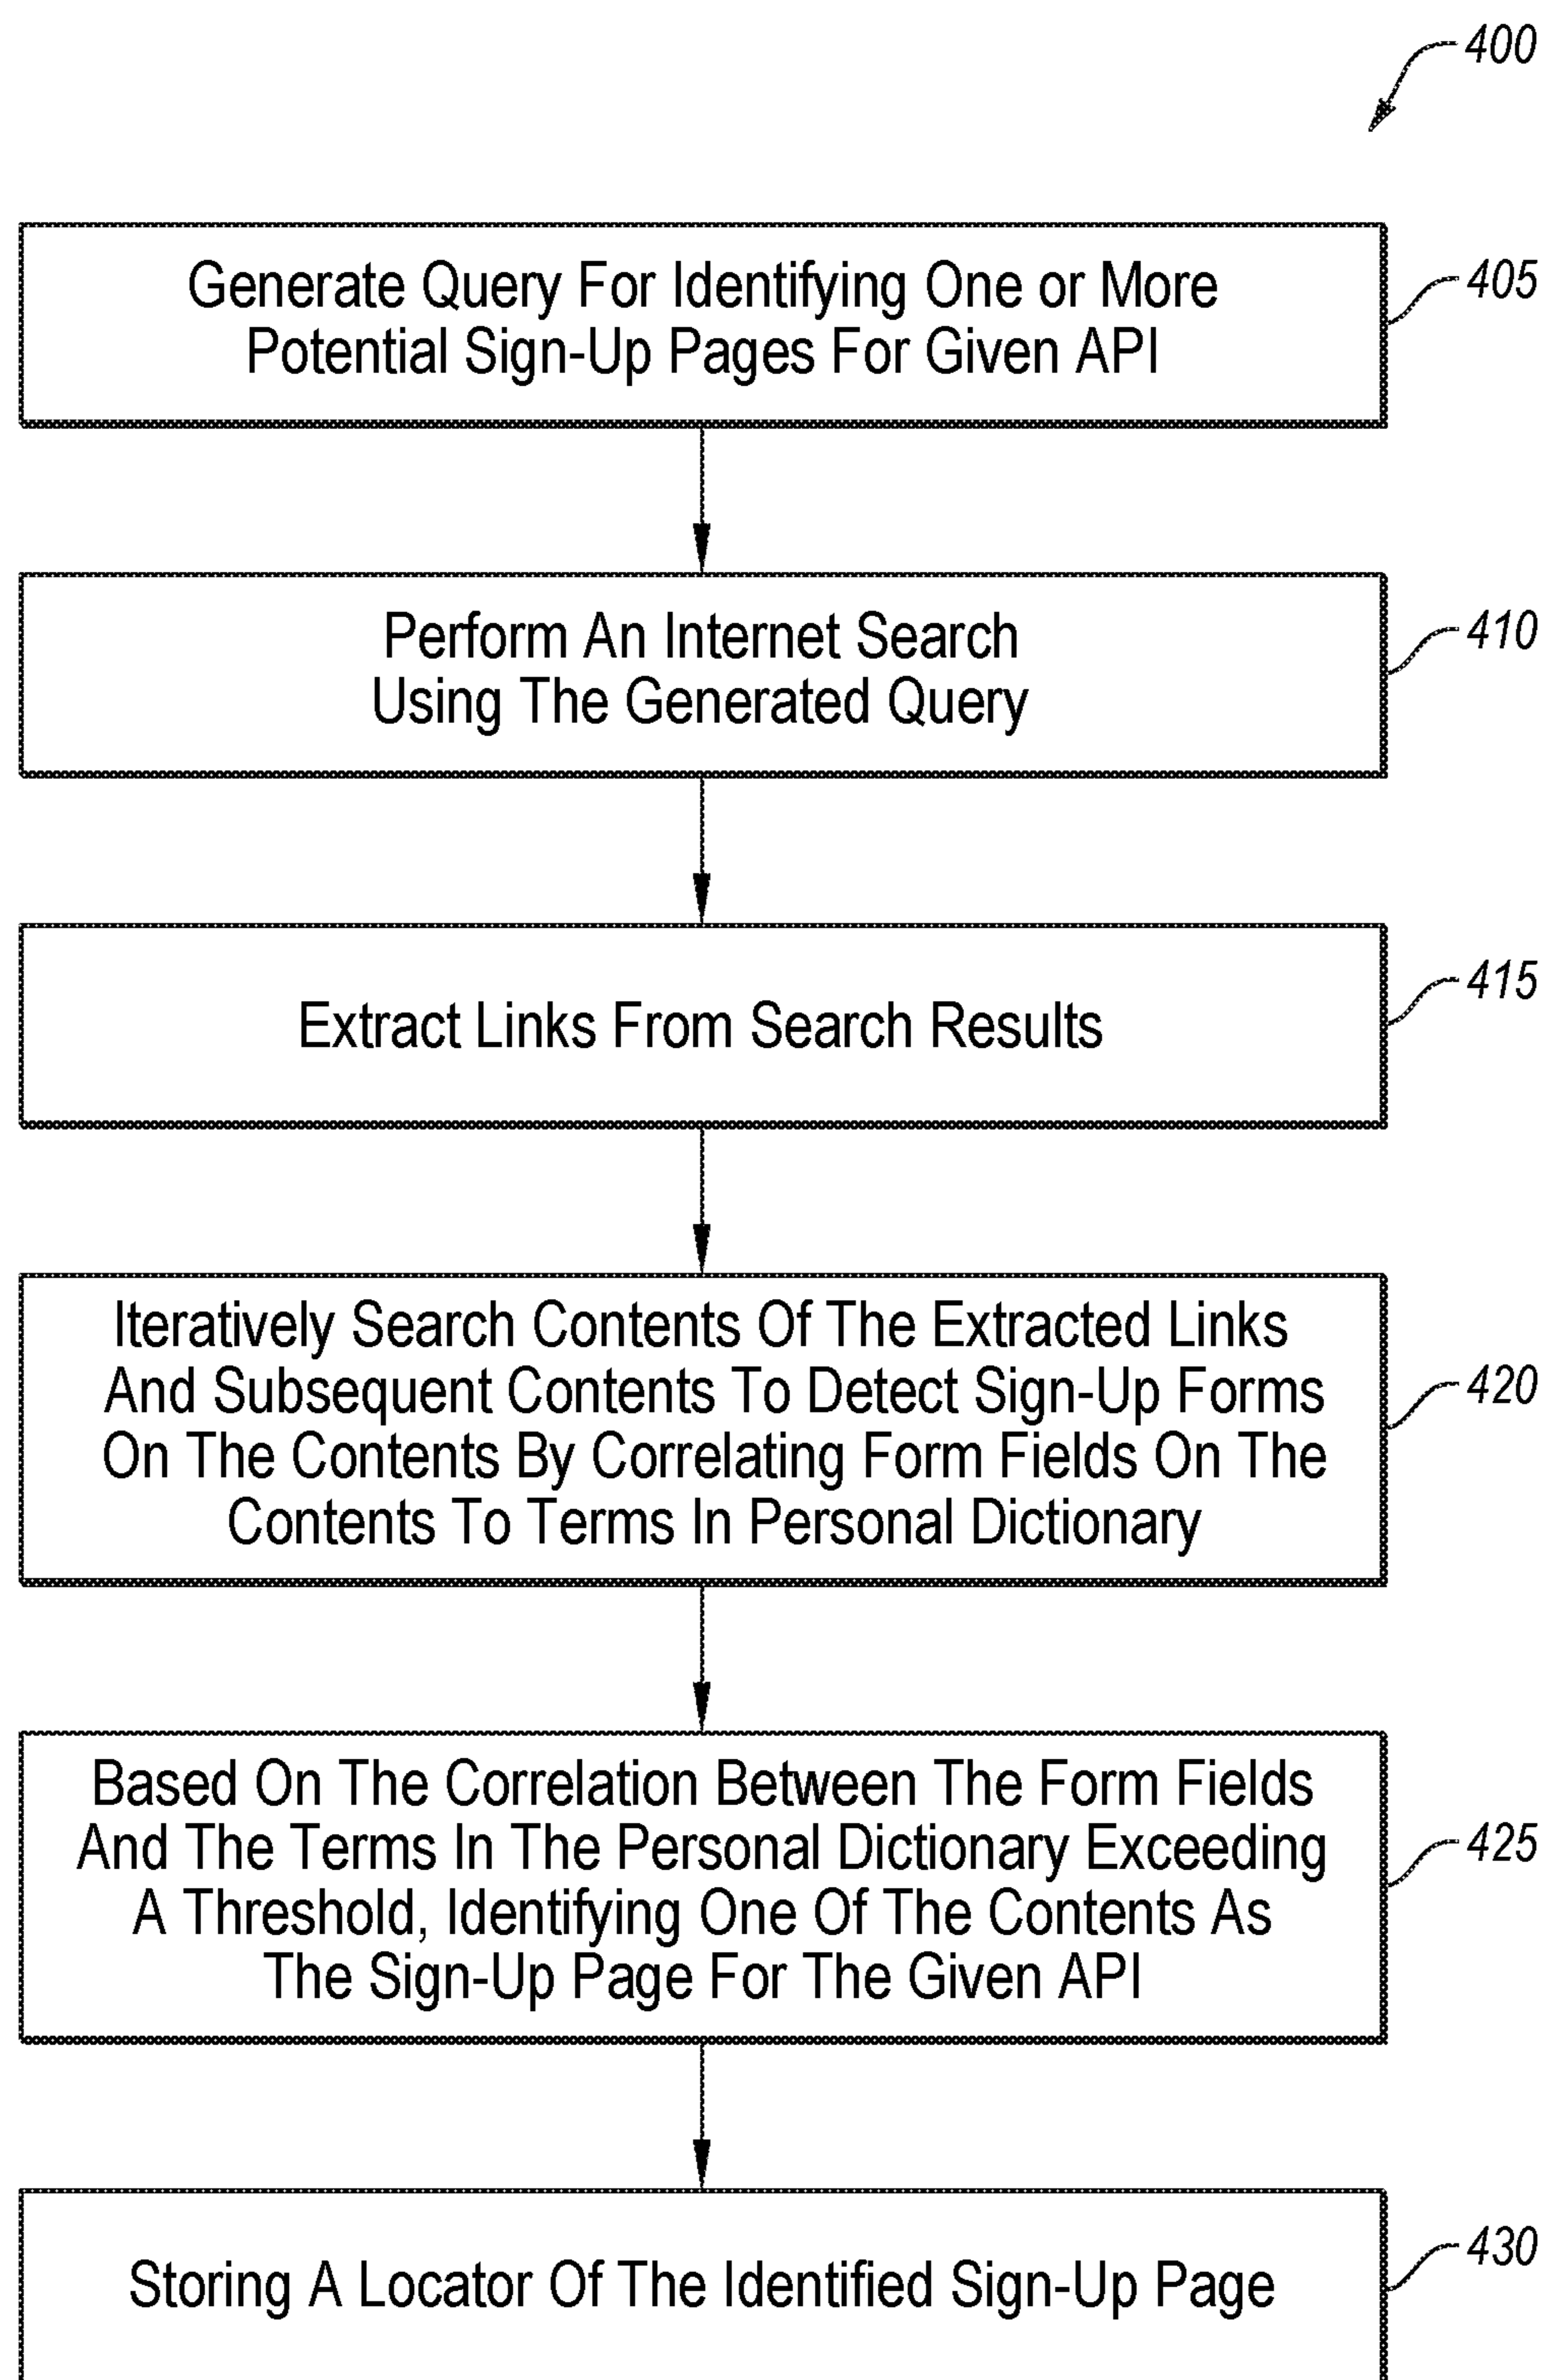 400
Generate Query For Identifying One or More
Potential Sign-Up Pages For Given API
405
Perform An Internet Search
Using The Generated Query
410
Extract Links From Search Results
415
Iteratively Search Contents Of The Extracted Links
And Subsequent Contents To Detect Sign-Up Forms
On The Contents By Correlating Form Fields On The
Contents To Terms In Personal Dictionary
420
Based On The Correlation Between The Form Fields
And The Terms In The Personal Dictionary Exceeding
A Threshold, Identifying One Of The Contents As
The Sign-Up Page For The Given API
425
Storing A Locator Of The Identified Sign-Up Page
430